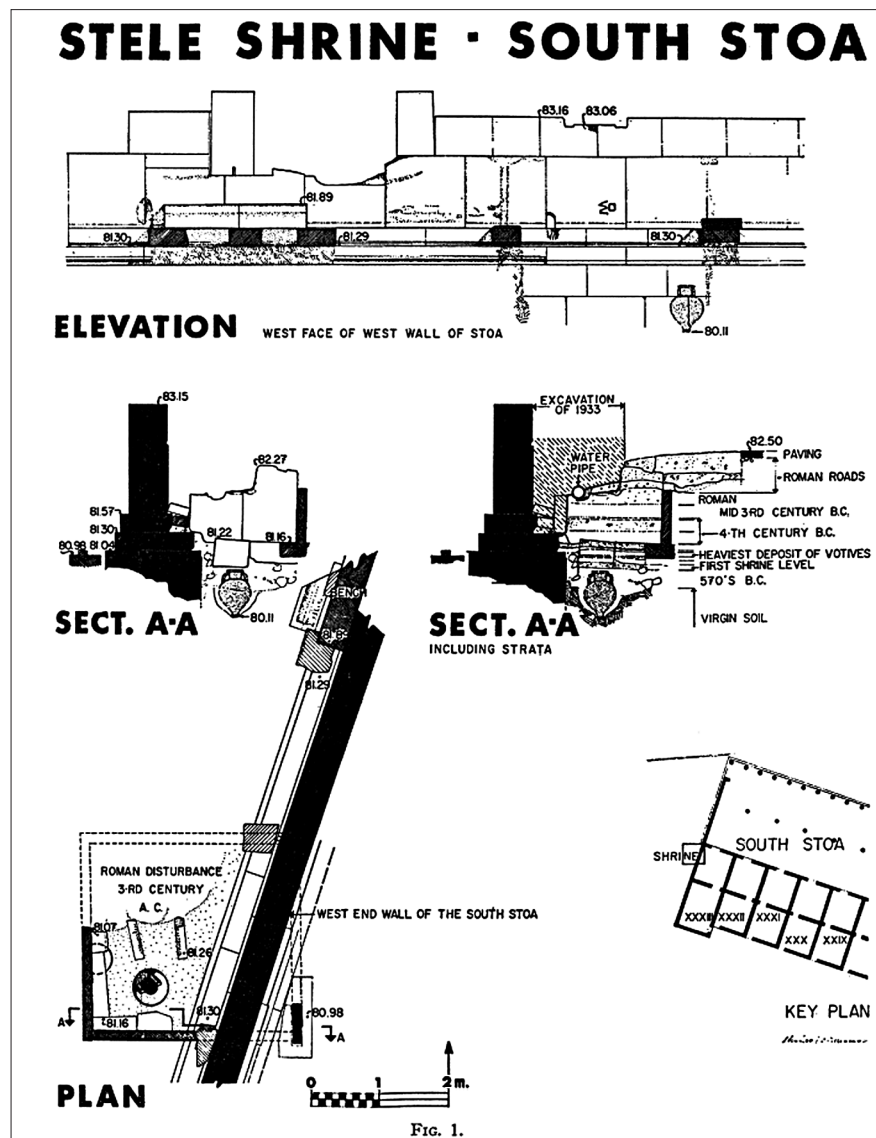 STELE SHRINE · SOUTH STOA
83.16 83.06
81.89
81.30 81.29 81.30
80.11
ELEVATION WEST FACE OF WEST WALL OF STOA
83.15
82.27
81.57
81.30
80.98 81.04
81.22 81.16
80.11
SECT. A-A
EXCAVATION
OF 1933
WATER
PIPE
82.50
PAVING
ROMAN ROADS
ROMAN
MID 3RD CENTURY B.C,
4-TH CENTURY B.C.
HEAVIEST DEPOSIT OF VOTIVES
FIRST SHRINE LEVEL
570'S B.C.
VIRGIN SOIL
SECT. A-A
INCLUDING STRATA
BENCH
81.29
ROMAN DISTURBANCE
3-RD CENTURY
A. C.
81.07
81.26
WEST END WALL OF THE SOUTH STOA
81.30
80.98
A 81.16 A
SHRINE
SOUTH STOA
XXXIII XXXII XXXI XXX XXIX
KEY PLAN
0 1 2 m.
PLAN
FIG. 1.